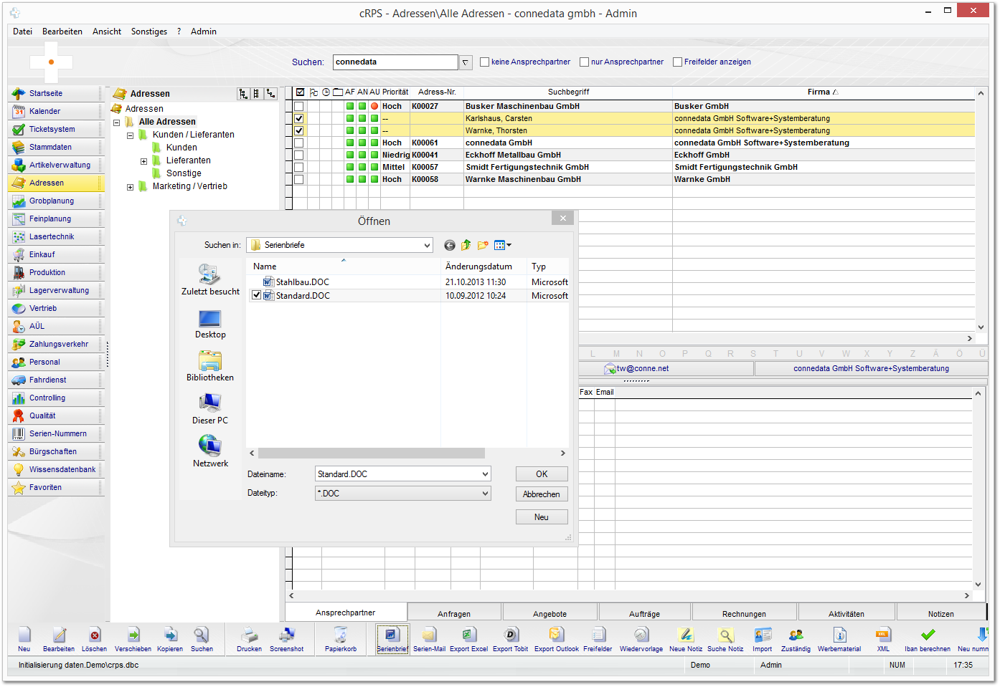 cRPS - Adressen\Alle Adressen - connedata gmbh - Admin
Datei Bearbeiten Ansicht Sonstiges ? Admin
Suchen: connedata keine Ansprechpartner nur Ansprechpartner Freifelder anzeigen
Startseite
Kalender
Ticketsystem
Stammdaten
Artikelverwaltung
Adressen
Grobplanung
Feinplanung
Lasertechnik
Einkauf
Produktion
Lagerverwaltung
Vertrieb
AÜL
Zahlungsverkehr
Personal
Fahrdienst
Controlling
Qualität
Serien-Nummern
Bürgschaften
Wissensdatenbank
Favoriten
Adressen
Adressen
Alle Adressen
Kunden / Lieferanten
Kunden
Lieferanten
Sonstige
Marketing / Vertrieb
AF AN AU Priorität Adress-Nr. Suchbegriff Firma
Hoch K00027 Busker Maschinenbau GmbH Busker GmbH
-- Karlshaus, Carsten connedata GmbH Software+Systemberatung
-- Warnke, Thorsten connedata GmbH Software+Systemberatung
Hoch K00061 connedata GmbH connedata GmbH Software+Systemberatung
Niedrig K00041 Eckhoff Metallbau GmbH Eckhoff GmbH
Mittel K00057 Smidt Fertigungstechnik GmbH Smidt Fertigungstechnik GmbH
Hoch K00058 Warnke Maschinenbau GmbH Warnke GmbH
Öffnen
Suchen in: Serienbriefe
Zuletzt besucht
Desktop
Bibliotheken
Dieser PC
Netzwerk
Name Änderungsdatum Typ
Stahlbau.DOC 21.10.2013 11:30 Microsoft
Standard.DOC 10.09.2012 10:24 Microsoft
Dateiname: Standard.DOC OK
Dateityp: *.DOC Abbrechen
Neu
L M N O P Q R S T U V W X Y Z Ä Ö Ü
tw@conne.net connedata GmbH Software+Systemberatung
Fax Email
Ansprechpartner Anfragen Angebote Aufträge Rechnungen Aktivitäten Notizen
Neu Bearbeiten Löschen Verschieben Kopieren Suchen Drucken Screenshot Papierkorb Serienbrief Serien-Mail Export Excel Export Tobit Export Outlook Freifelder Wiedervorlage Neue Notiz Suche Notiz Import Zuständig Werbematerial XML Iban berechnen Neu numm
Initialisierung daten.Demo\crps.dbc Demo Admin NUM 17:35